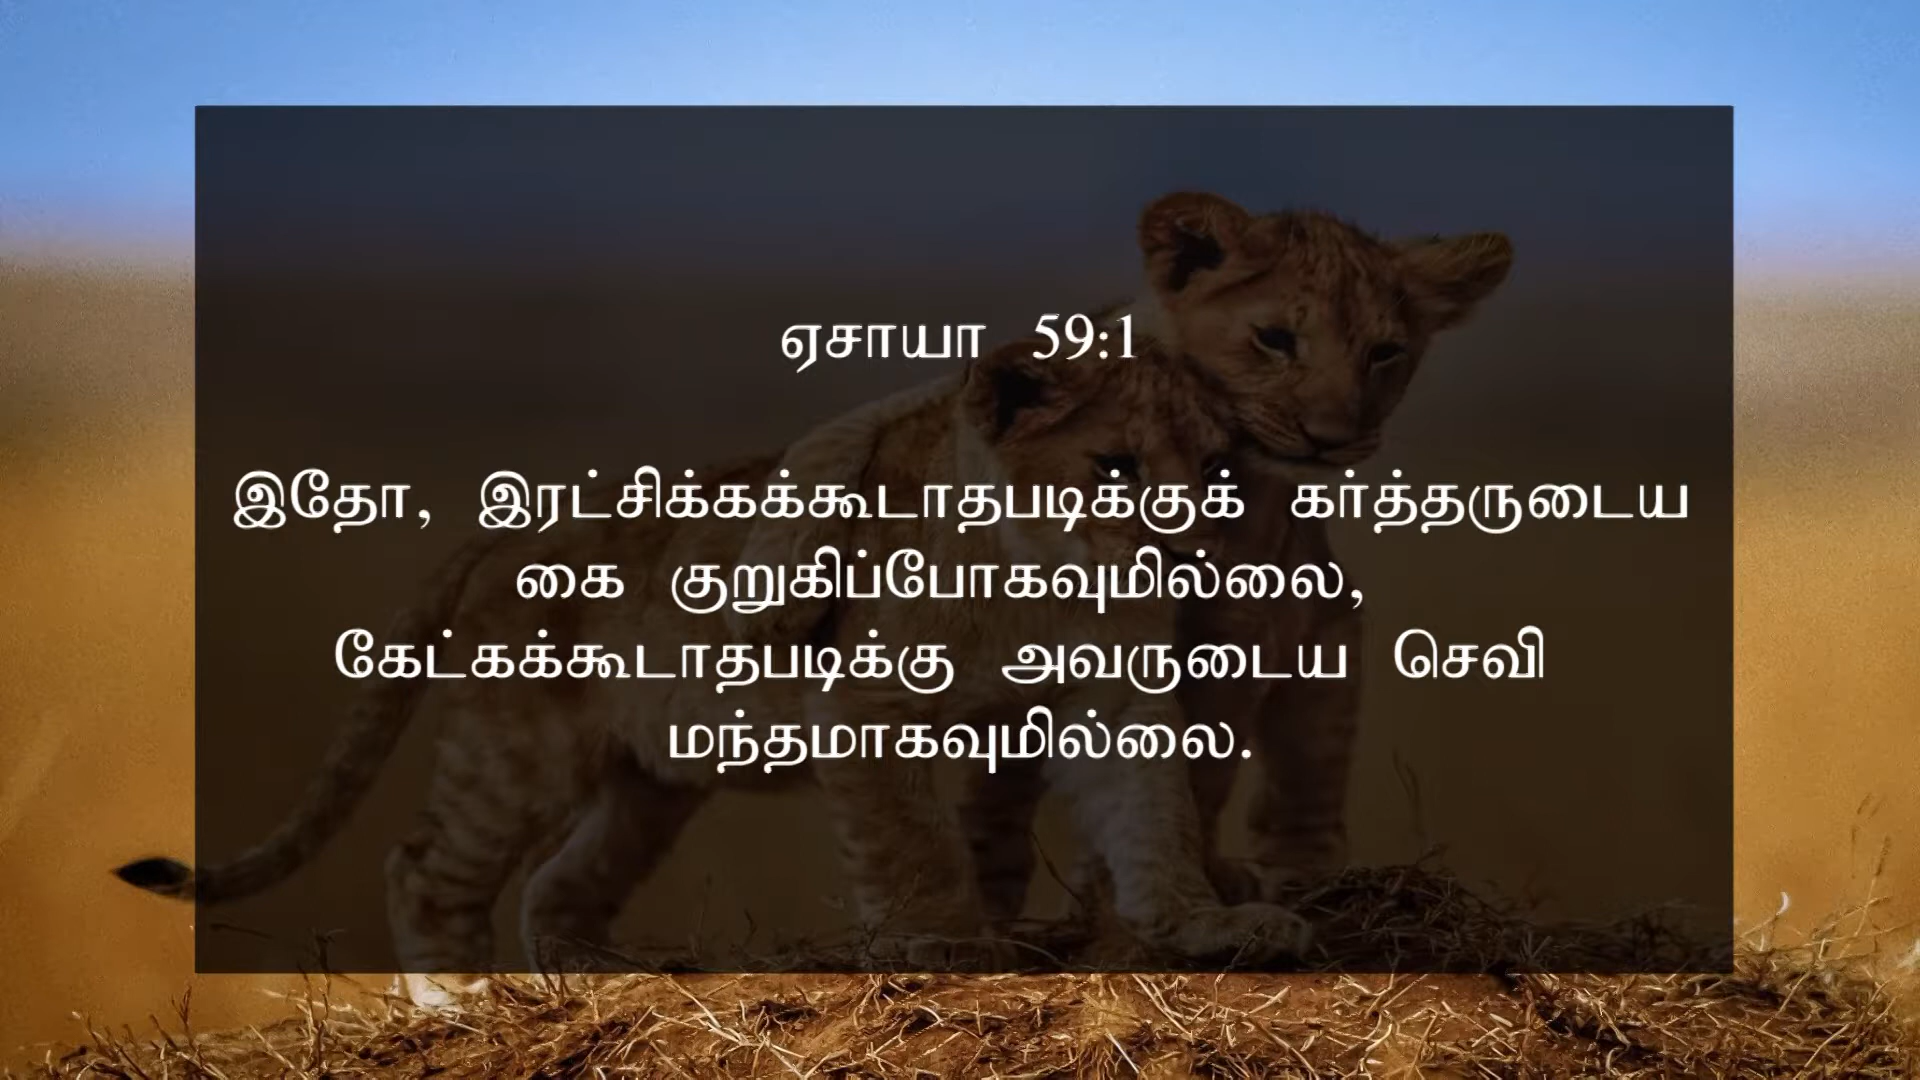 ஏசாயா 59:1
இதோ, இரட்சிக்கக்கூடாதபடிக்குக் கர்த்தருடைய
கை குறுகிப்போகவுமில்லை,
கேட்கக்கூடாதபடிக்கு அவருடைய செவி
மந்தமாகவுமில்லை.